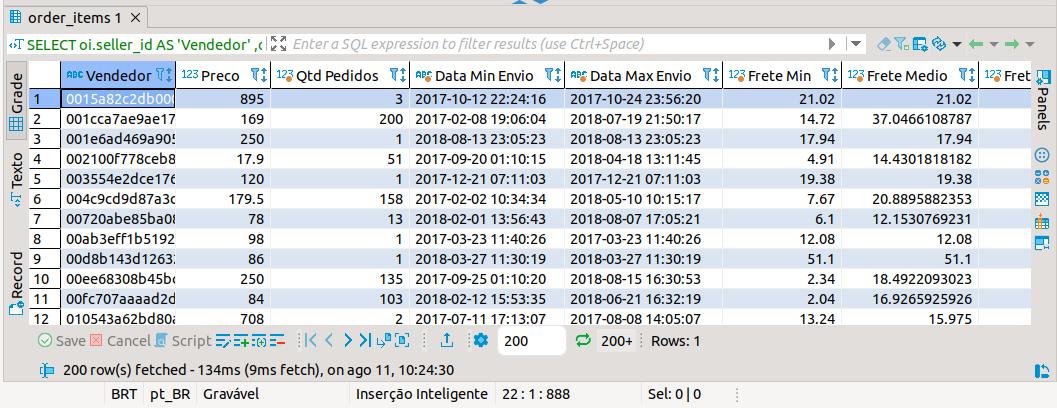 order_items 1
SELECT oi.seller_id AS 'Vendedor' ,c Enter a SQL expression to filter results (use Ctrl+Space)
Grade
Texto
Record
Panels
ABC Vendedor 123 Preco 123 Qtd Pedidos ABC Data Min Envio ABC Data Max Envio 123 Frete Min 123 Frete Medio 123 Fret
1 0015a82c2db000 895 3 2017-10-12 22:24:16 2017-10-24 23:56:20 21.02 21.02
2 001cca7ae9ae17 169 200 2017-02-08 19:06:04 2018-07-19 21:50:17 14.72 37.0466108787
3 001e6ad469a905 250 1 2018-08-13 23:05:23 2018-08-13 23:05:23 17.94 17.94
4 002100f778ceb8 17.9 51 2017-09-20 01:10:15 2018-04-18 13:11:45 4.91 14.4301818182
5 003554e2dce176 120 1 2017-12-21 07:11:03 2017-12-21 07:11:03 19.38 19.38
6 004c9cd9d87a3c 179.5 158 2017-02-02 10:34:34 2018-05-10 10:15:17 7.67 20.8895882353
7 00720abe85ba08 78 13 2018-02-01 13:56:43 2018-08-07 17:05:21 6.1 12.1530769231
8 00ab3eff1b5192 98 1 2017-03-23 11:40:26 2017-03-23 11:40:26 12.08 12.08
9 00d8b143d12632 86 1 2018-03-27 11:30:19 2018-03-27 11:30:19 51.1 51.1
10 00ee68308b45bc 250 135 2017-09-25 01:10:20 2018-08-15 16:30:53 2.34 18.4922093023
11 00fc707aaaad2d 84 103 2018-02-12 15:53:35 2018-06-21 16:32:19 2.04 16.9265925926
12 010543a62bd80a 708 2 2017-07-11 17:13:07 2018-08-08 14:05:07 13.24 15.975
Save Cancel Script 200 200+ Rows: 1
200 row(s) fetched - 134ms (9ms fetch), on ago 11, 10:24:30
BRT pt_BR Gravável Inserção Inteligente 22 : 1 : 888 Sel: 0 | 0